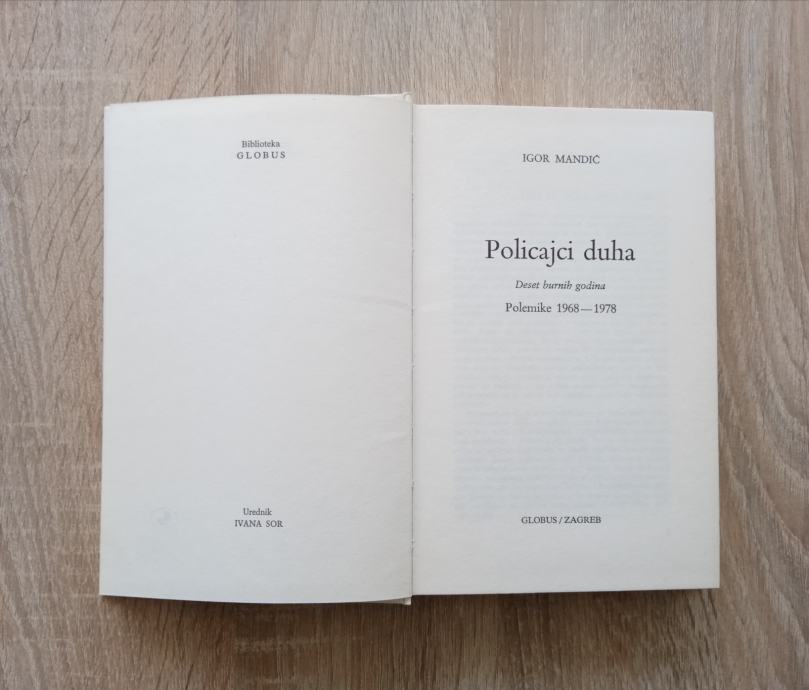 Biblioteka
GLOBUS
Urednik
IVANA SOR
IGOR MANDIĆ
Policajci duha
Deset burnih godina
Polemike 1968—1978
GLOBUS/ZAGREB